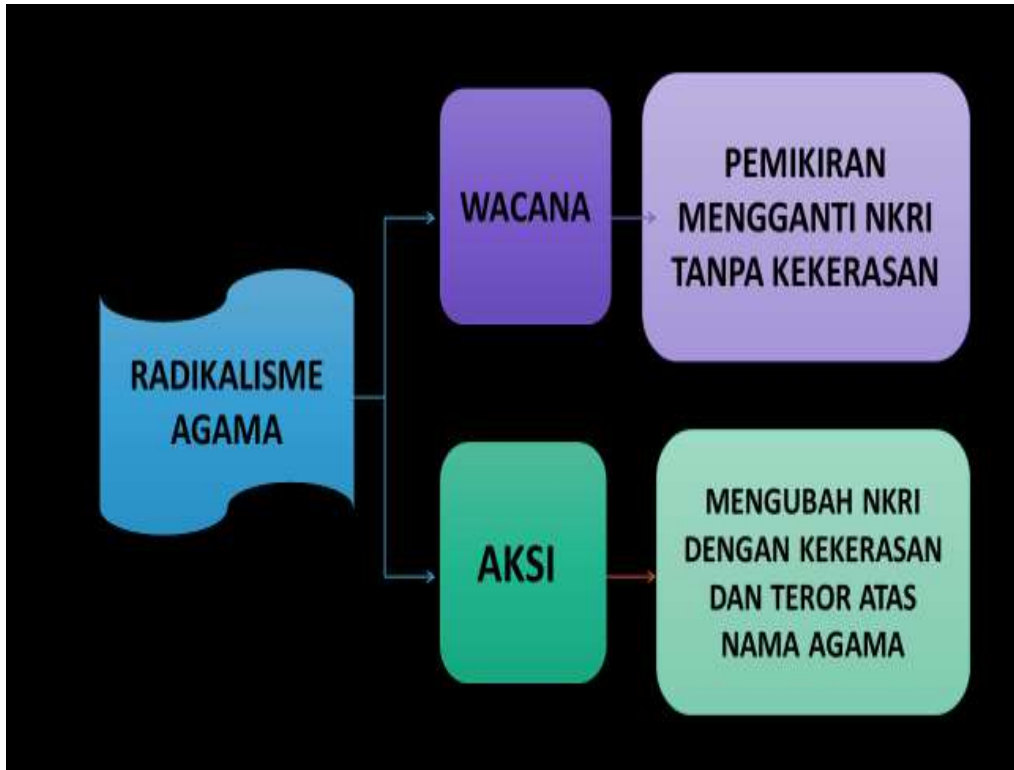 RADIKALISME
AGAMA
WACANA
PEMIKIRAN
MENGGANTI NKRI
TANPA KEKERASAN
AKSI
MENGUBAH NKRI
DENGAN KEKERASAN
DAN TEROR ATAS
NAMA AGAMA